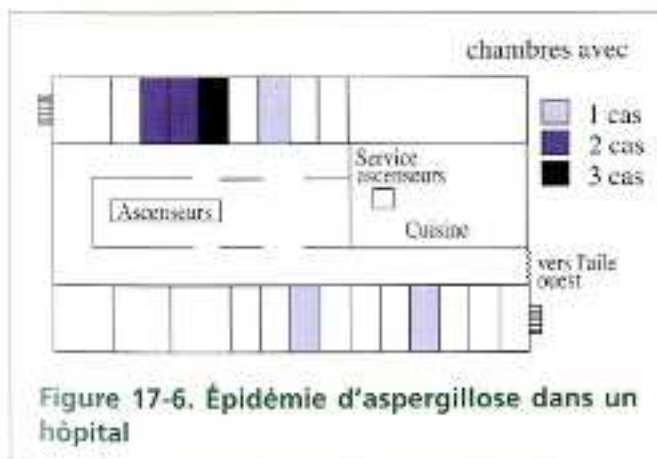 chambres avec
1 cas
2 cas
3 cas
Service
ascenseurs
Ascenseurs
Cuisine
vers l'aile
ouest
Figure 17-6. Épidémie d'aspergillose dans un
hôpital